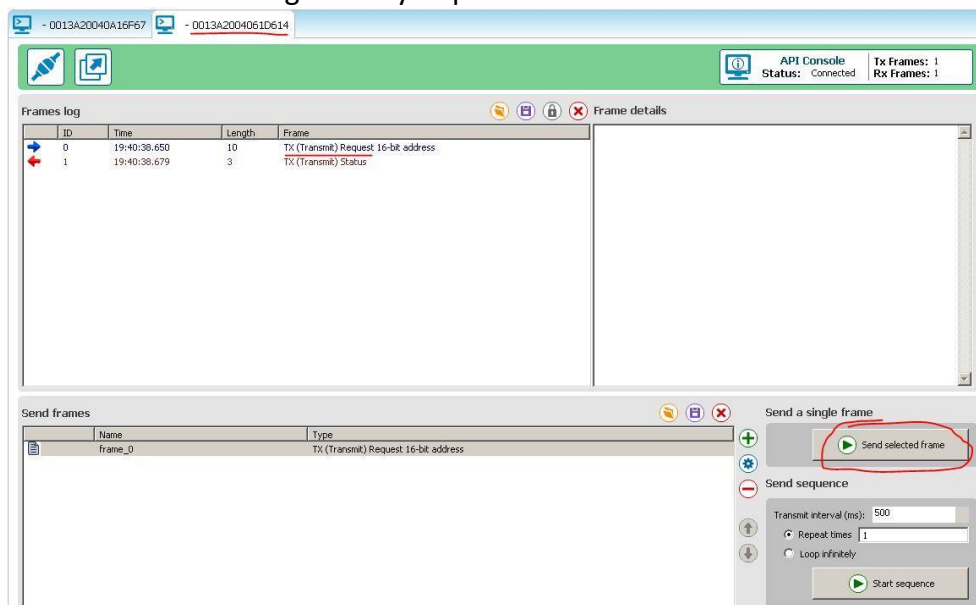 - 0013A20040A16F67 - 0013A2004061D614
API Console
Status: Connected
Tx Frames: 1
Rx Frames: 1
Frames log
Frame details
ID Time Length Frame
0 19:40:38.650 10 TX (Transmit) Request 16-bit address
1 19:40:38.679 3 TX (Transmit) Status
Send frames
Name Type
frame_0 TX (Transmit) Request 16-bit address
Send a single frame
Send selected frame
Send sequence
Transmit interval (ms): 500
Repeat times 1
Loop infinitely
Start sequence